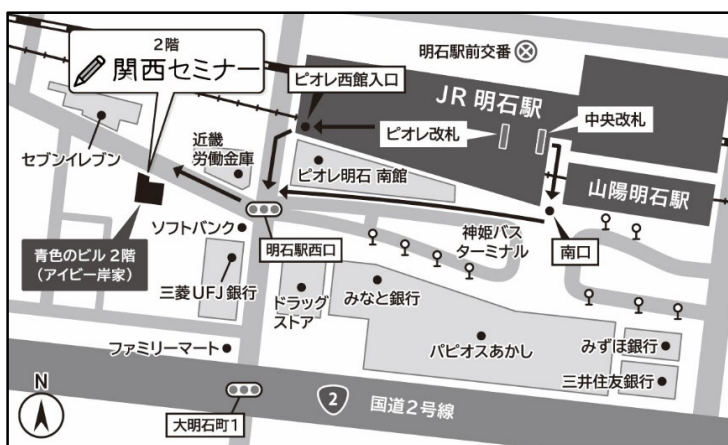 2階
関西セミナー
明石駅前交番
ピオレ西館入口
JR 明石駅
中央改札
ピオレ改札
セブンイレブン
近畿
労働金庫
ピオレ明石 南館
山陽明石駅
青色のビル 2階
(アイビー岸家)
ソフトバンク
明石駅西口
神姫バス
ターミナル
南口
三菱UFJ銀行
ドラッグ
ストア
みなと銀行
パピオスあかし
みずほ銀行
三井住友銀行
ファミリーマート
N
大明石町1
2
国道2号線